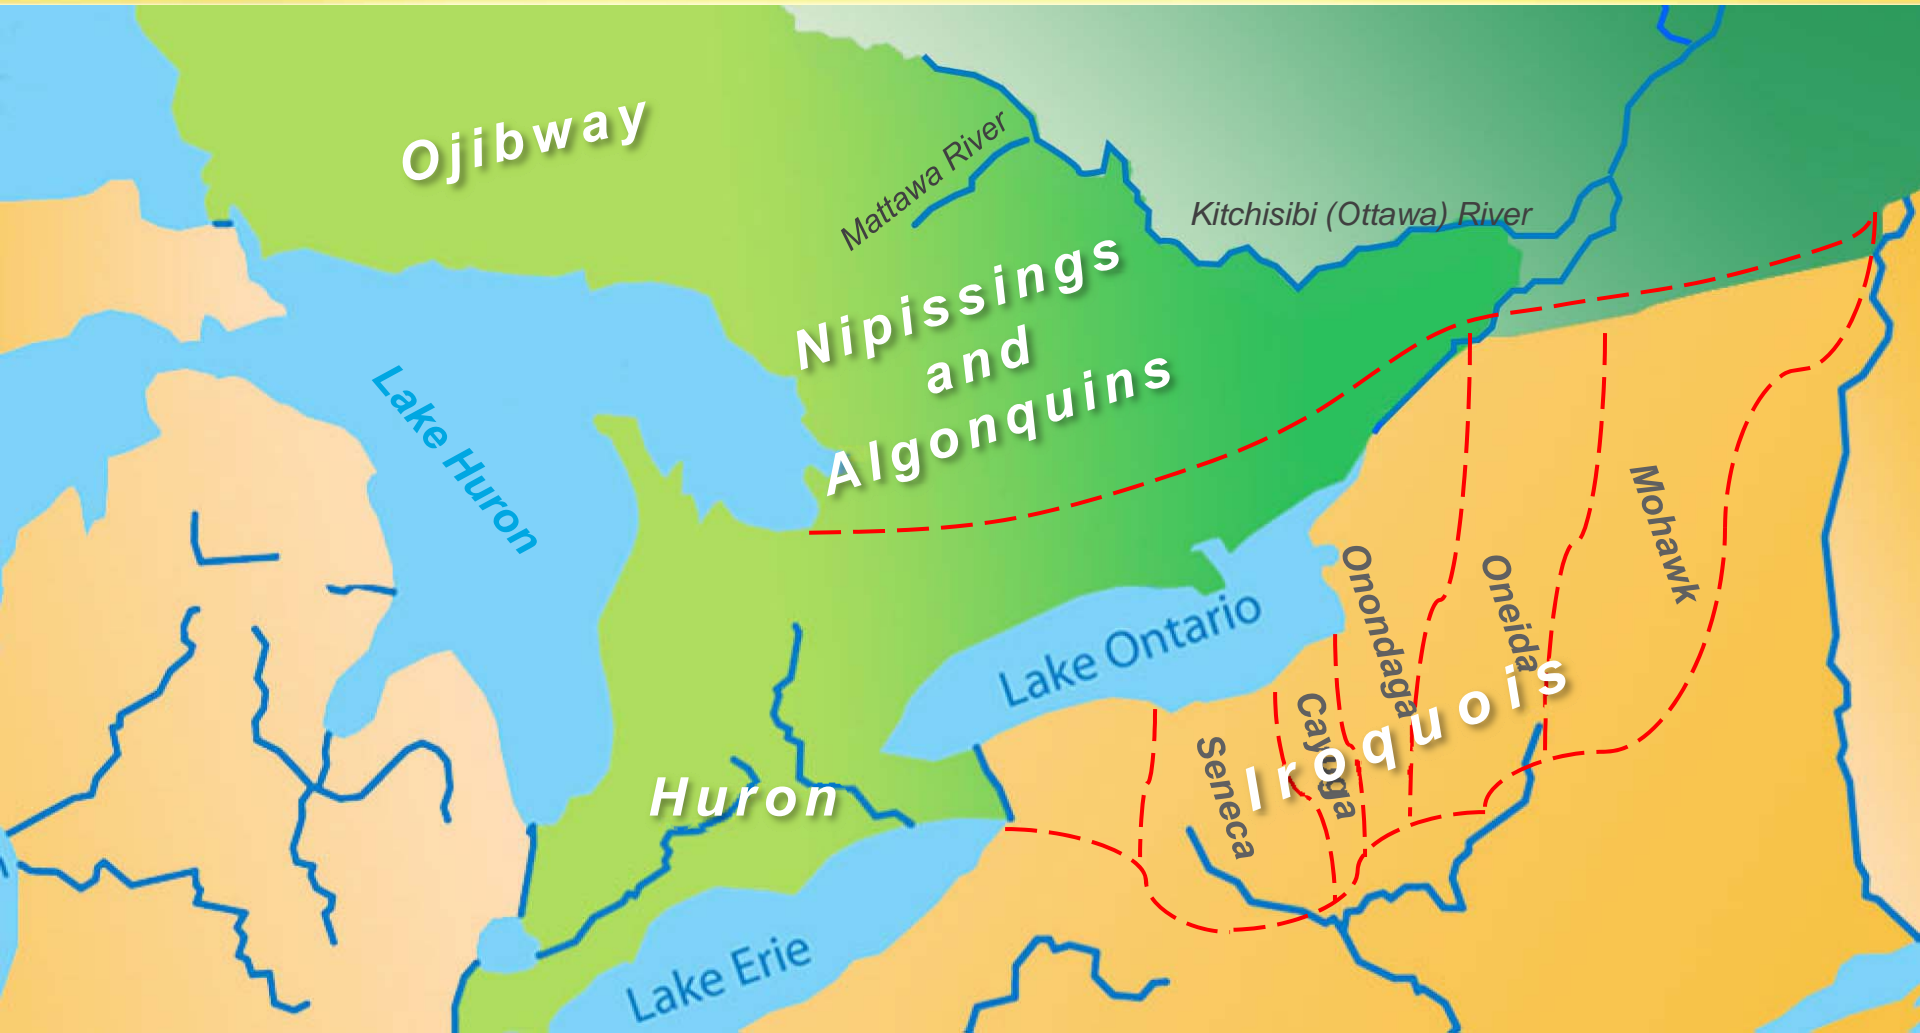 Ojibway
Mattawa River
Kitchisibi (Ottawa) River
Nipissings
and
Algonquins
Lake Huron
Mohawk
Onondaga
Oneida
Lake Ontario
Cayuga
Seneca
Iroquois
Huron
Lake Erie